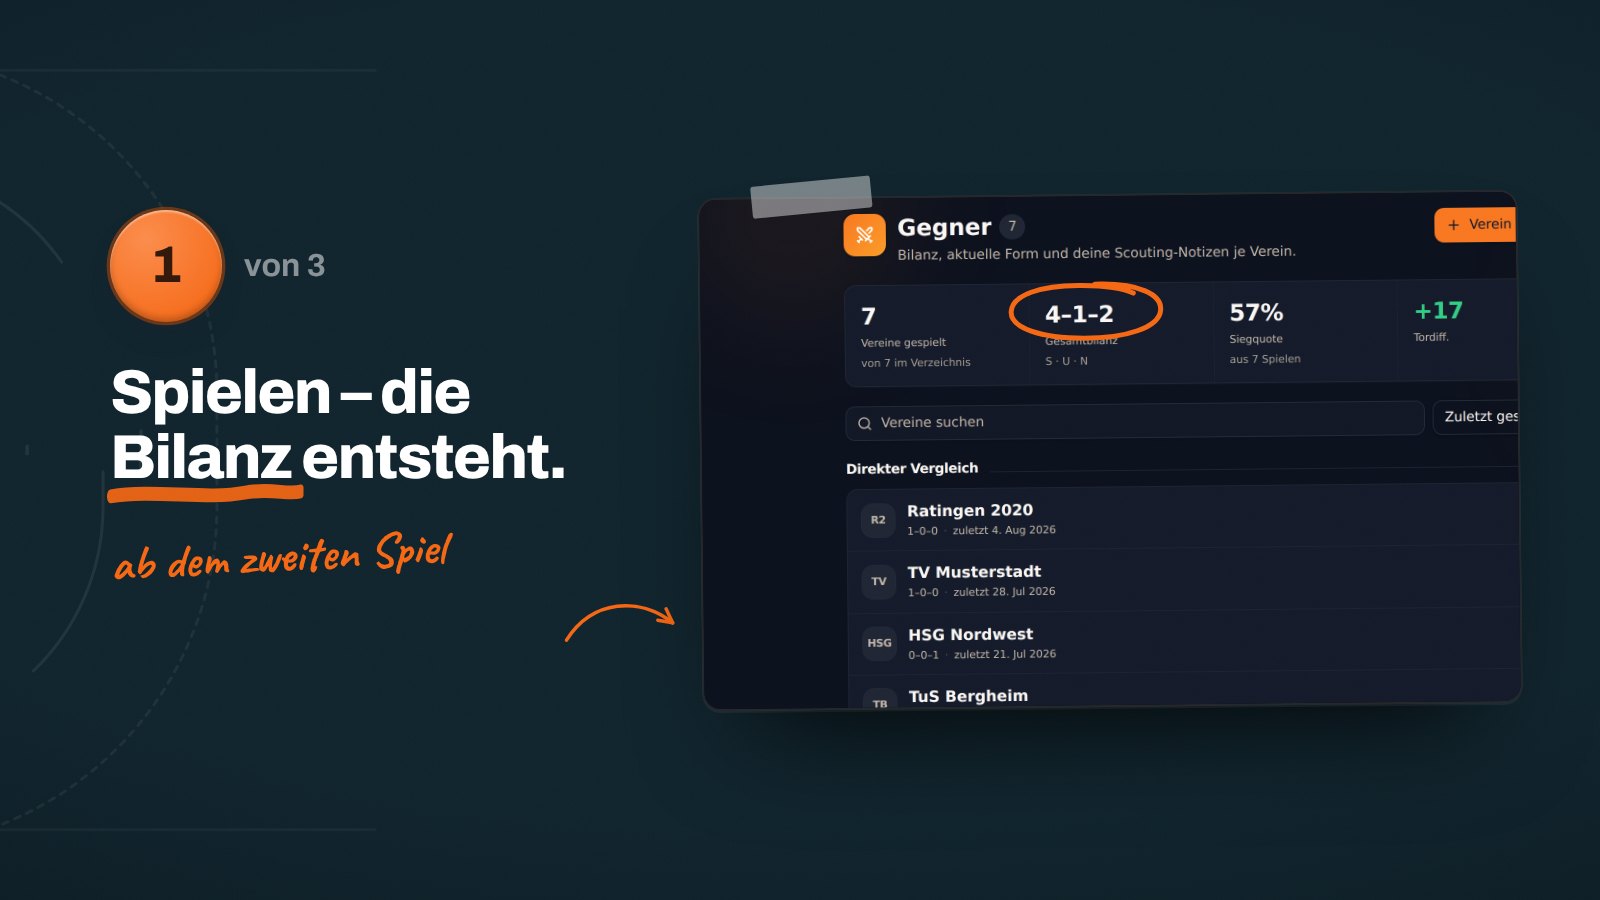 1
von 3
Spielen – die
Bilanz entsteht.
ab dem zweiten Spiel
Gegner 7
Bilanz, aktuelle Form und deine Scouting-Notizen je Verein.
+ Verein
7
Vereine gespielt
von 7 im Verzeichnis
4–1–2
Gesamtbilanz
S · U · N
57%
Siegquote
aus 7 Spielen
+17
Tordiff.
Vereine suchen
Zuletzt ges
Direkter Vergleich
R2
Ratingen 2020
1–0–0 · zuletzt 4. Aug 2026
TV
TV Musterstadt
1–0–0 · zuletzt 28. Jul 2026
HSG
HSG Nordwest
0–0–1 · zuletzt 21. Jul 2026
TB
TuS Bergheim